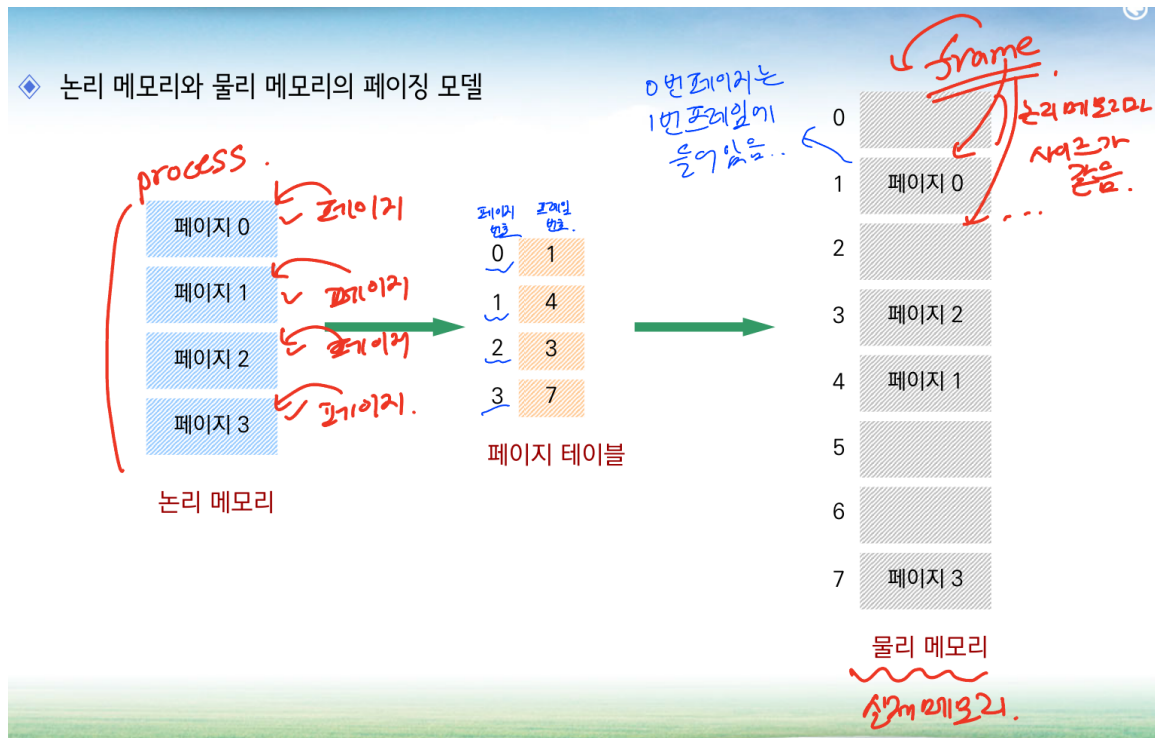 논리 메모리와 물리 메모리의 페이징 모델
process.
페이지 0
페이지
페이지 1
페이지
페이지 2
페이지
페이지 3
페이지.
논리 메모리
페이지 번호
프레임 번호.
0 1
1 4
2 3
3 7
페이지 테이블
0번페이지는
1번프레임에
들어있음..
frame.
논리메모리와
사이즈가
같음.
....
0
1 페이지 0
2
3 페이지 2
4 페이지 1
5
6
7 페이지 3
물리 메모리
실제메모리.